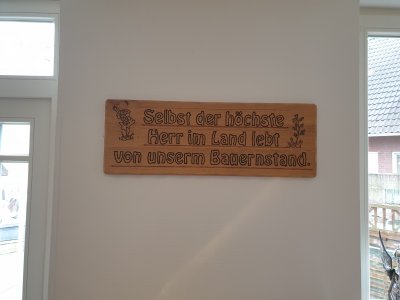 Selbst der höchste
Herr im Land lebt
von unserm Bauernstand.